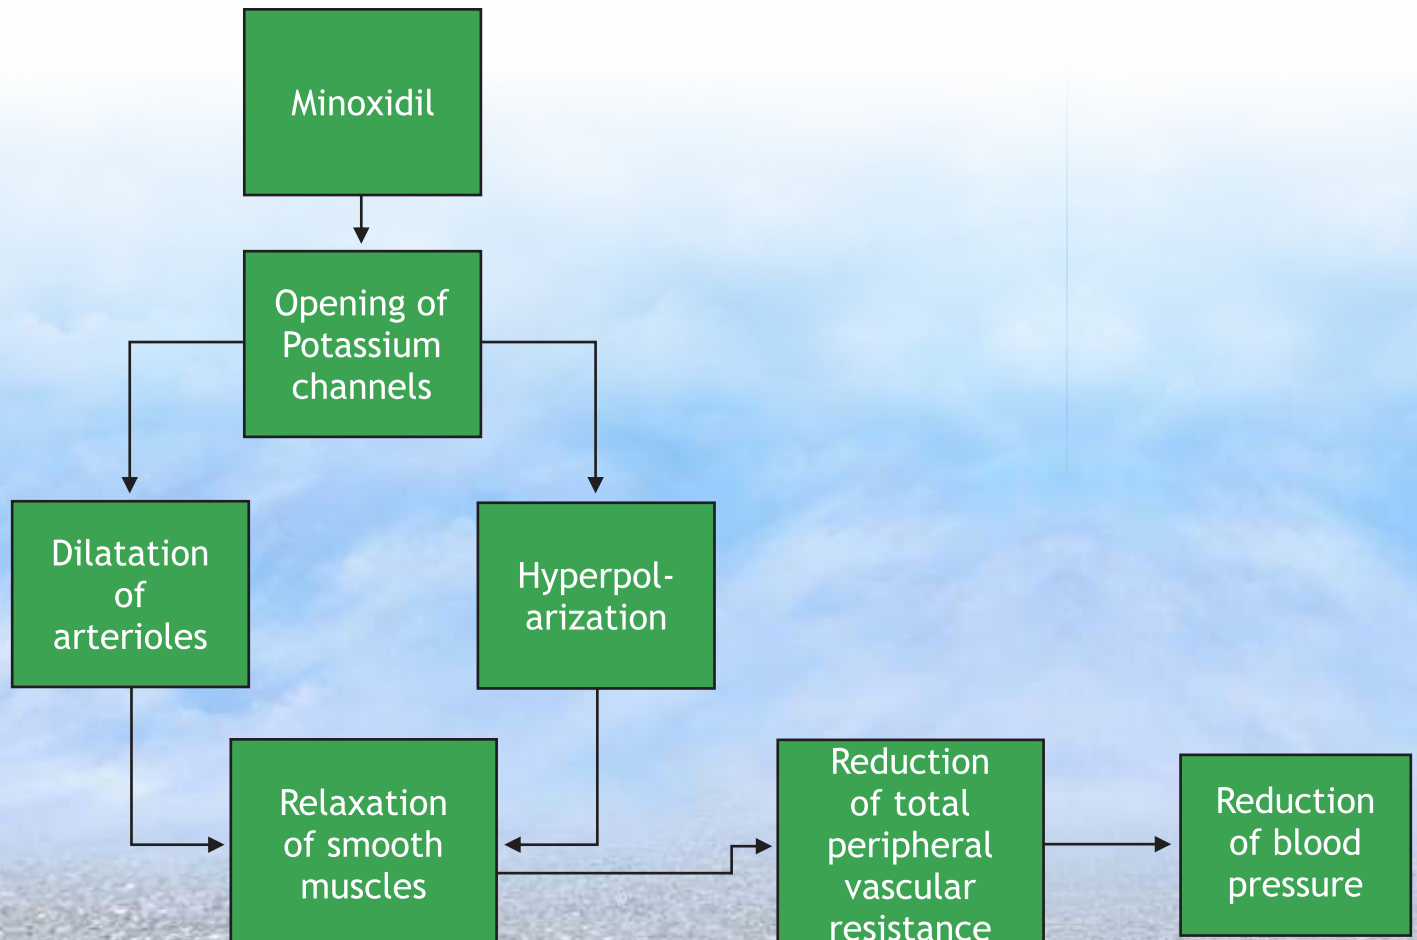 Minoxidil
Opening of
Potassium
channels
Dilatation
of
arterioles
Hyperpol-
arization
Relaxation
of smooth
muscles
Reduction
of total
peripheral
vascular
resistance
Reduction
of blood
pressure